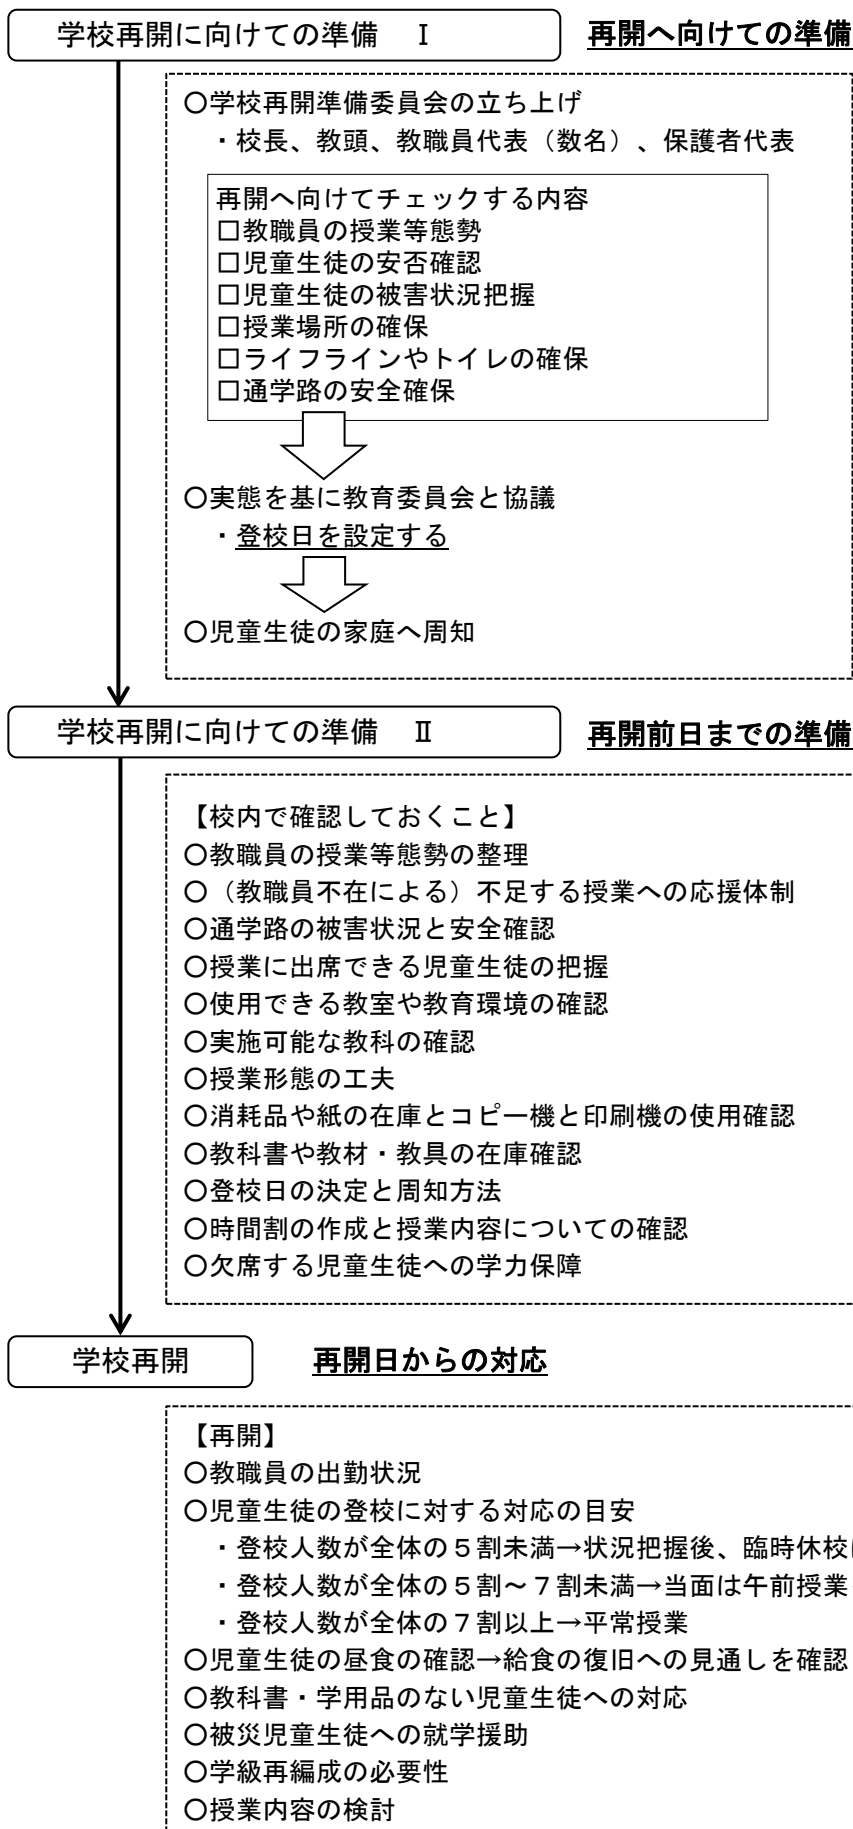 学校再開に向けての準備　Ⅰ
再開へ向けての準備
〇学校再開準備委員会の立ち上げ
・校長、教頭、教職員代表（数名）、保護者代表
再開へ向けてチェックする内容
□教職員の授業等態勢
□児童生徒の安否確認
□児童生徒の被害状況把握
□授業場所の確保
□ライフラインやトイレの確保
□通学路の安全確保
〇実態を基に教育委員会と協議
・登校日を設定する
〇児童生徒の家庭へ周知
学校再開に向けての準備　Ⅱ
再開前日までの準備
【校内で確認しておくこと】
〇教職員の授業等態勢の整理
〇（教職員不在による）不足する授業への応援体制
〇通学路の被害状況と安全確認
〇授業に出席できる児童生徒の把握
〇使用できる教室や教育環境の確認
〇実施可能な教科の確認
〇授業形態の工夫
〇消耗品や紙の在庫とコピー機と印刷機の使用確認
〇教科書や教材・教具の在庫確認
〇登校日の決定と周知方法
〇時間割の作成と授業内容についての確認
〇欠席する児童生徒への学力保障
学校再開
再開日からの対応
【再開】
〇教職員の出勤状況
〇児童生徒の登校に対する対応の目安
・登校人数が全体の５割未満→状況把握後、臨時休校
・登校人数が全体の５割～７割未満→当面は午前授業
・登校人数が全体の７割以上→平常授業
〇児童生徒の昼食の確認→給食の復旧への見通しを確認
〇教科書・学用品のない児童生徒への対応
〇被災児童生徒への就学援助
〇学級再編成の必要性
〇授業内容の検討